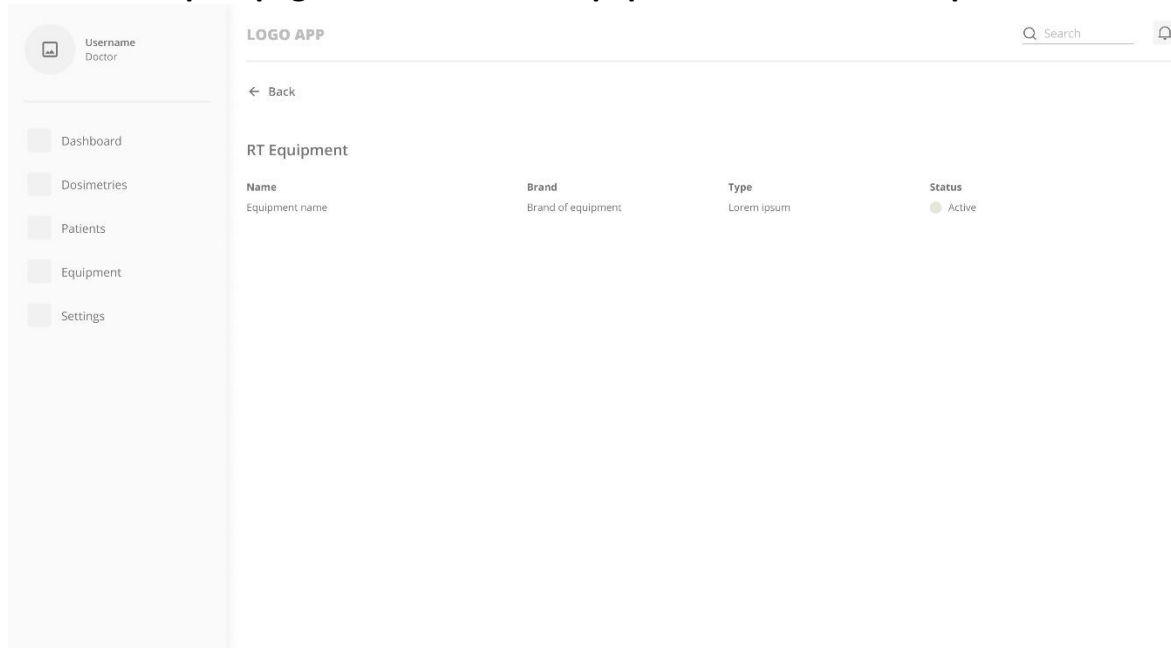 Username
Doctor
LOGO APP
Search
Back
Dashboard
Dosimetries
Patients
Equipment
Settings
RT Equipment
Name Brand Type Status
Equipment name Brand of equipment Lorem ipsum Active